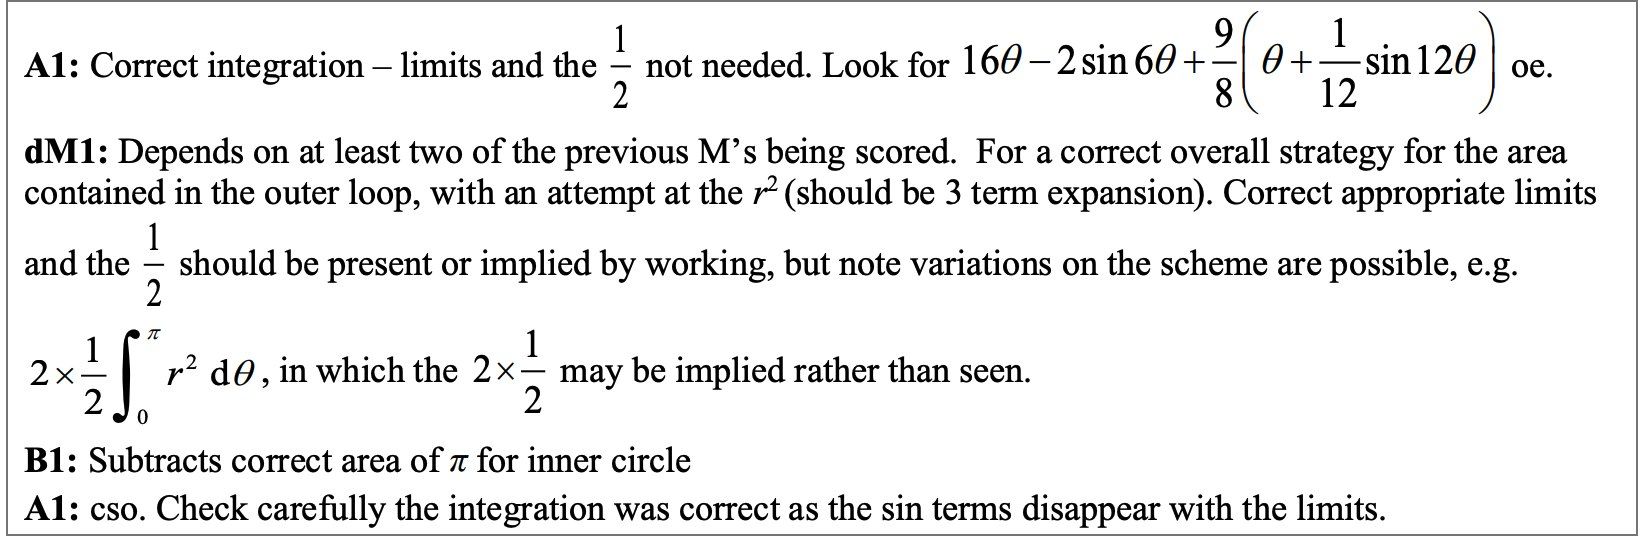 A1: Correct integration – limits and the 1/2 not needed. Look for 16θ – 2 sin 6θ + 9/8 (θ + 1/12 sin 12θ) oe.
dM1: Depends on at least two of the previous M’s being scored. For a correct overall strategy for the area
contained in the outer loop, with an attempt at the r² (should be 3 term expansion). Correct appropriate limits
and the 1/2 should be present or implied by working, but note variations on the scheme are possible, e.g.
2 × 1/2 ∫₀^π r² dθ, in which the 2 × 1/2 may be implied rather than seen.
B1: Subtracts correct area of π for inner circle
A1: cso. Check carefully the integration was correct as the sin terms disappear with the limits.